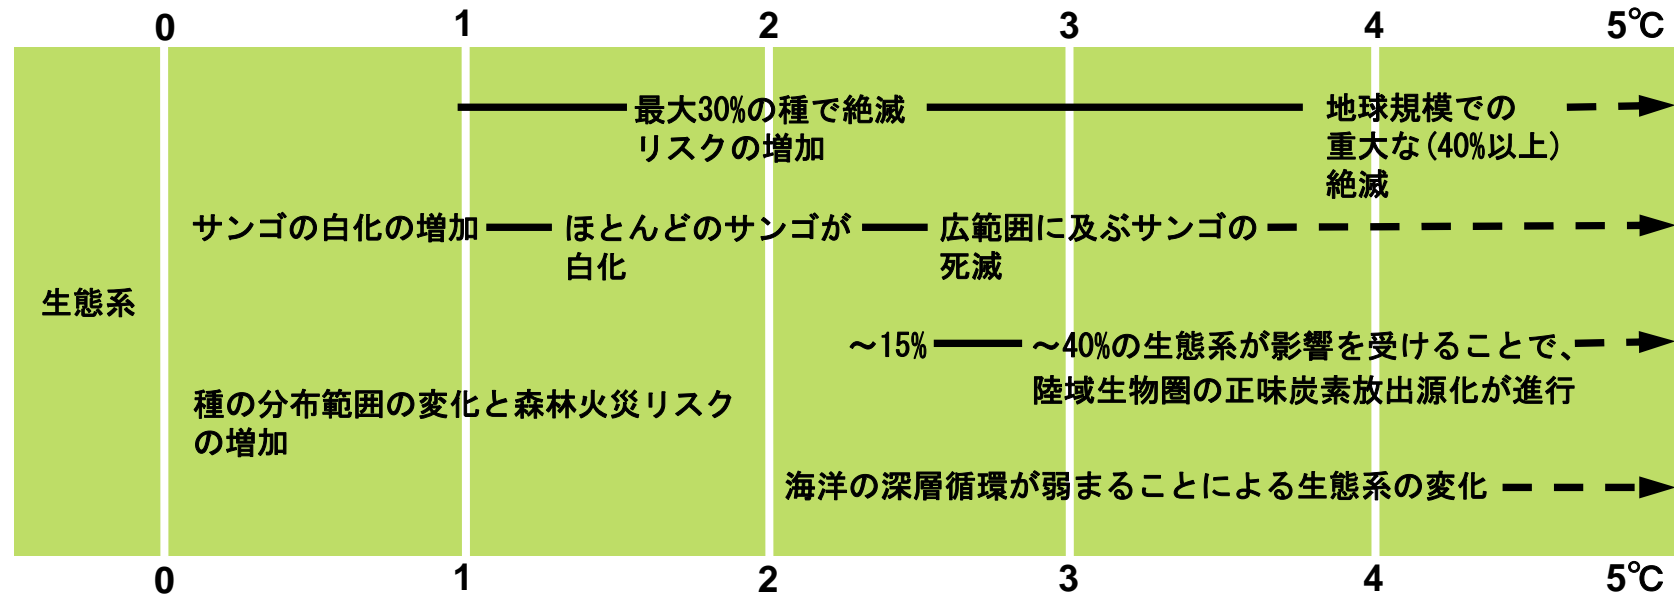 0 1 2 3 4 5℃
最大30%の種で絶滅
リスクの増加
地球規模での
重大な(40%以上)
絶滅
サンゴの白化の増加
ほとんどのサンゴが
白化
広範囲に及ぶサンゴの
死滅
生態系
～15%
～40%の生態系が影響を受けることで、
陸域生物圏の正味炭素放出源化が進行
種の分布範囲の変化と森林火災リスク
の増加
海洋の深層循環が弱まることによる生態系の変化
0 1 2 3 4 5℃